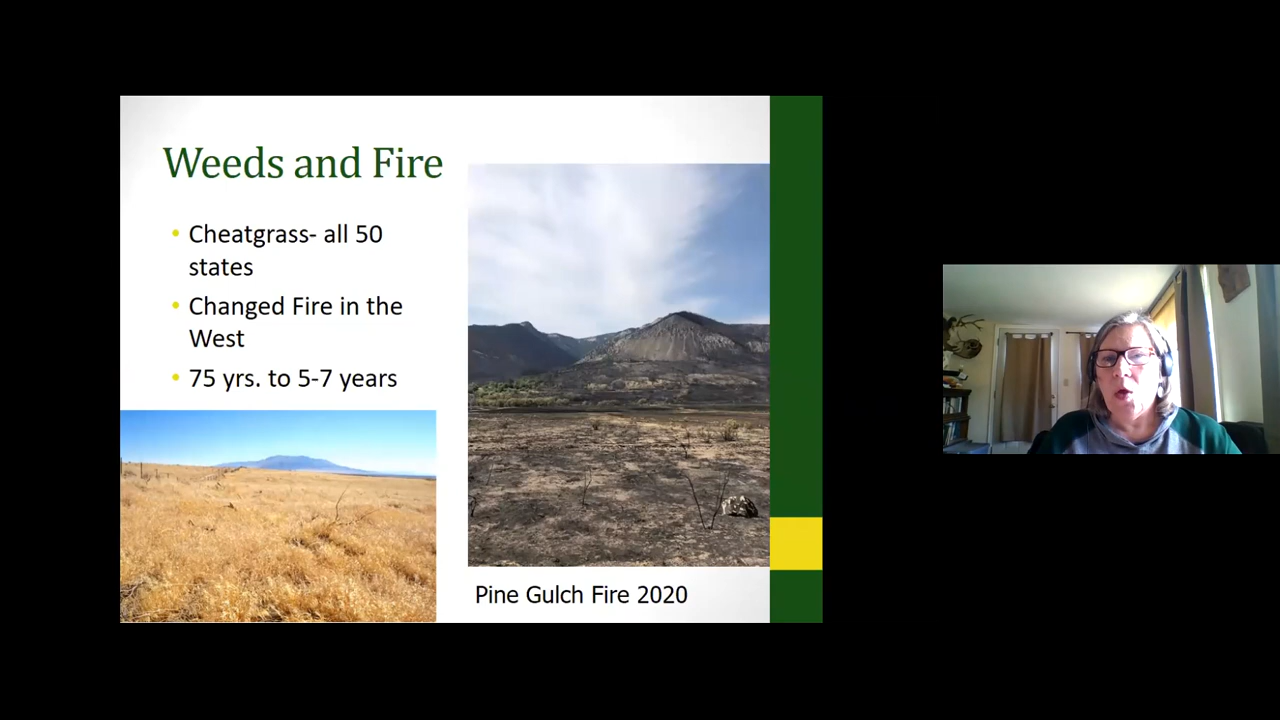 Weeds and Fire
• Cheatgrass- all 50
states
• Changed Fire in the
West
• 75 yrs. to 5-7 years
Pine Gulch Fire 2020